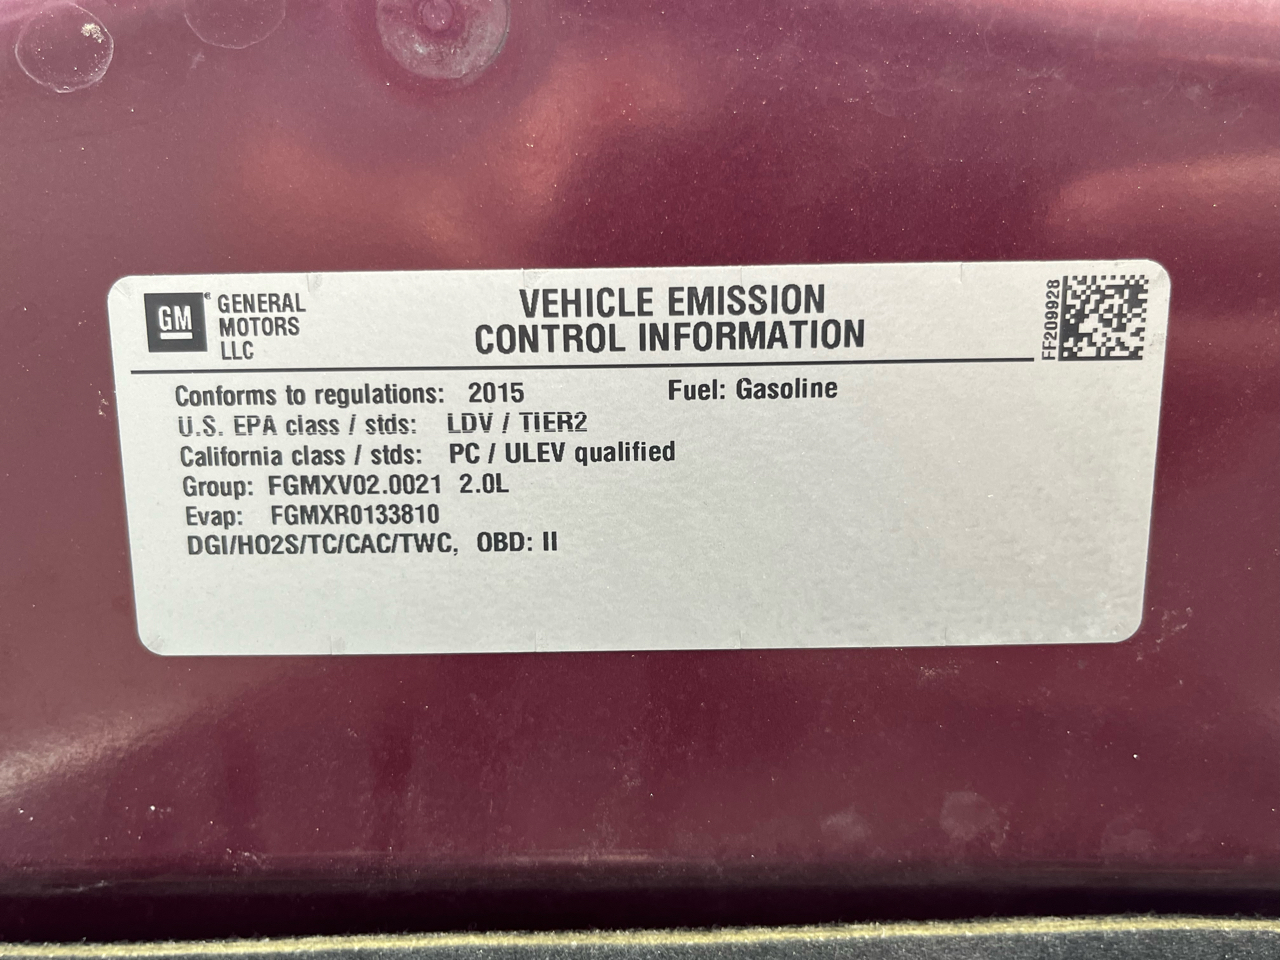 GM
GENERAL
MOTORS
LLC
VEHICLE EMISSION
CONTROL INFORMATION
FF209928
Conforms to regulations: 2015 Fuel: Gasoline
U.S. EPA class / stds: LDV / TIER2
California class / stds: PC / ULEV qualified
Group: FGMXV02.0021 2.0L
Evap: FGMXR0133810
DGI/HO2S/TC/CAC/TWC, OBD: II